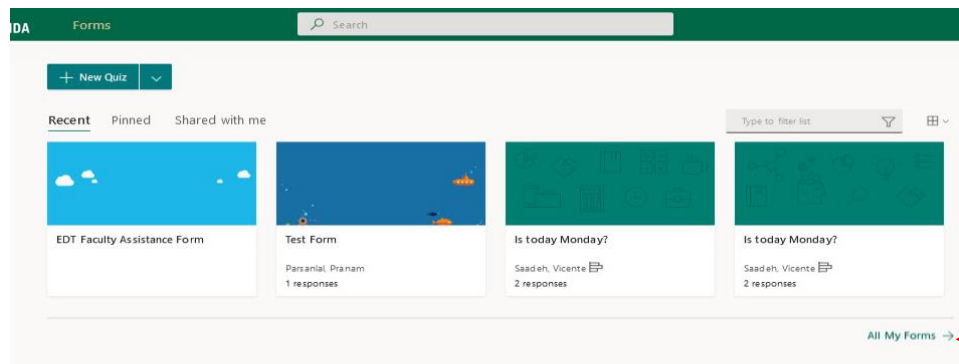 IDA Forms Search
+ New Quiz
Recent Pinned Shared with me Type to filter list
EDT Faculty Assistance Form
Test Form
Parsanlal, Pranam
1 responses
Is today Monday?
Saadeh, Vicente
2 responses
Is today Monday?
Saadeh, Vicente
2 responses
All My Forms →